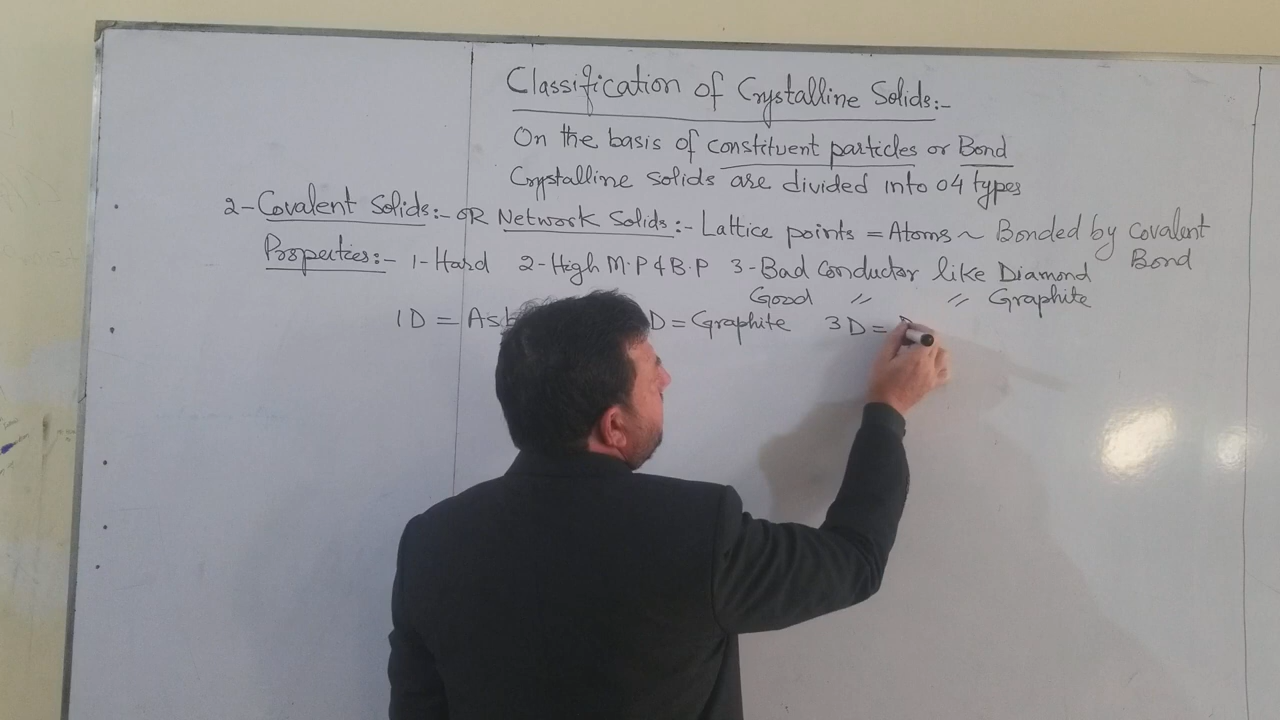 Classification of Crystalline Solids:-
On the basis of constituent particles or Bond
Crystalline solids are divided into 04 types
2-Covalent Solids:- OR Network Solids:- Lattice points = Atoms ~ Bonded by Covalent Bond
Properties:- 1-Hard 2-High M.P & B.P 3-Bad Conductor like Diamond
Good 〃 〃 Graphite
1D = D = Graphite 3D =